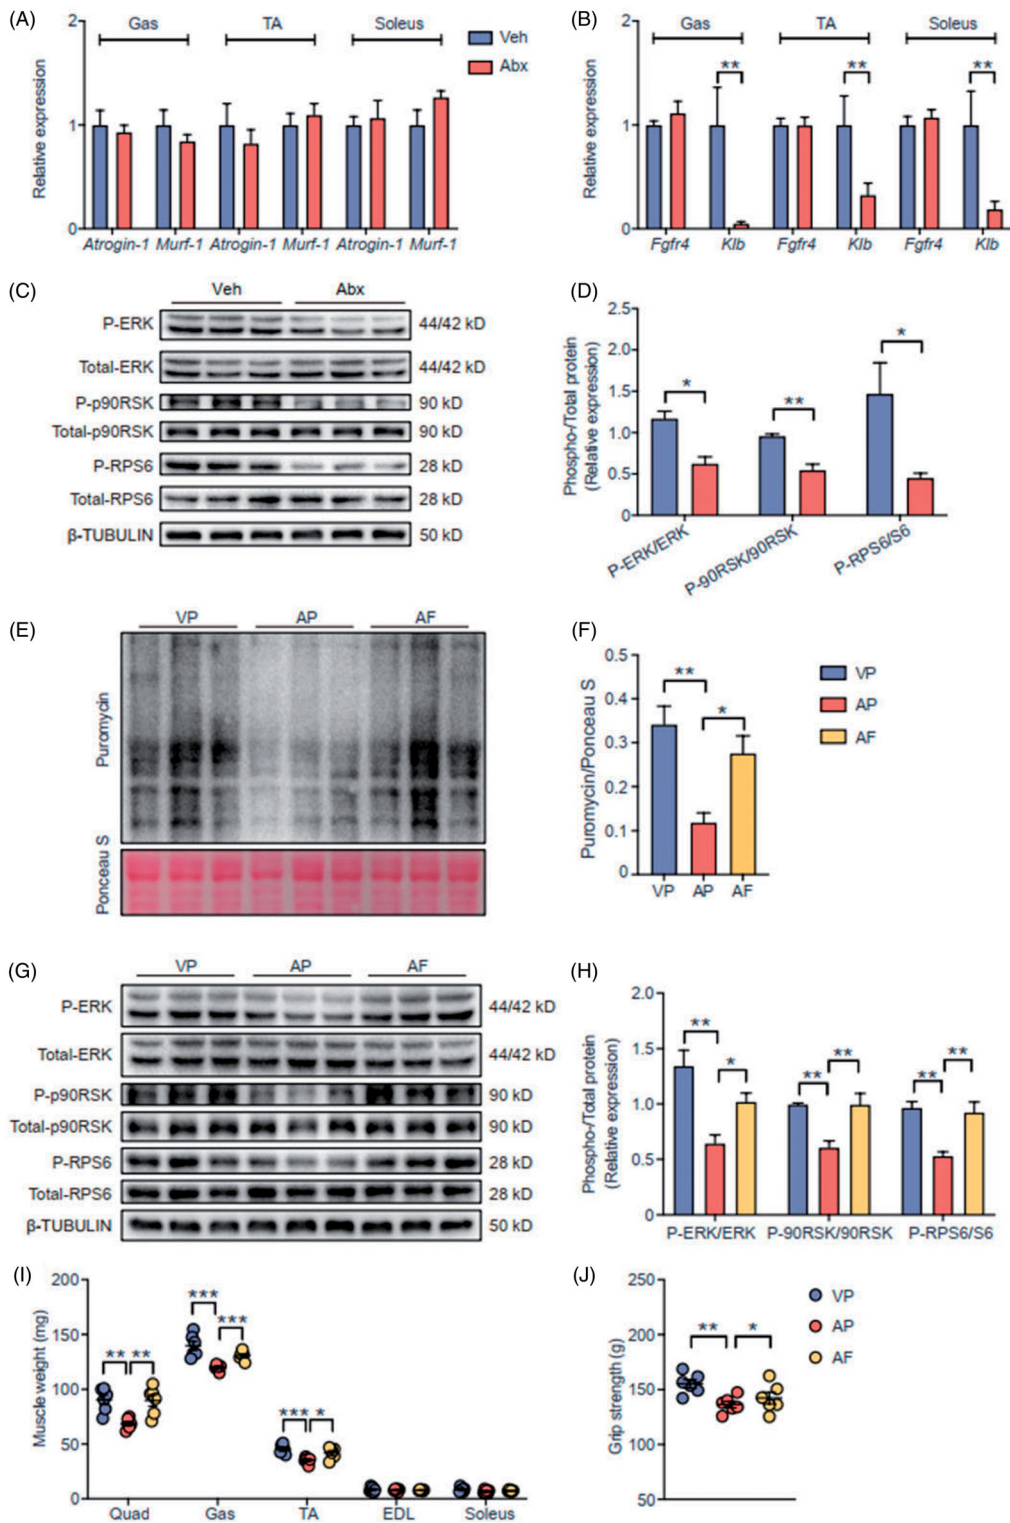 (A)
Gas TA Soleus
Veh
Abx
Relative expression
2
1
0
Atrogin-1 Murf-1 Atrogin-1 Murf-1 Atrogin-1 Murf-1
(B)
Gas TA Soleus
** ** **
Relative expression
2
1
0
Fgfr4 Klb Fgfr4 Klb Fgfr4 Klb
(C)
Veh Abx
P-ERK 44/42 kD
Total-ERK 44/42 kD
P-p90RSK 90 kD
Total-p90RSK 90 kD
P-RPS6 28 kD
Total-RPS6 28 kD
β-TUBULIN 50 kD
(D)
Phospho-/Total protein
(Relative expression)
2.5
2.0
1.5
1.0
0.5
0
* ** *
P-ERK/ERK P-90RSK/90RSK P-RPS6/S6
(E)
VP AP AF
Puromycin
Ponceau S
(F)
Puromycin/Ponceau S
0.5
0.4
0.3
0.2
0.1
0
** *
VP AP AF
VP
AP
AF
(G)
VP AP AF
P-ERK 44/42 kD
Total-ERK 44/42 kD
P-p90RSK 90 kD
Total-p90RSK 90 kD
P-RPS6 28 kD
Total-RPS6 28 kD
β-TUBULIN 50 kD
(H)
Phospho-/Total protein
(Relative expression)
2.0
1.5
1.0
0.5
0
** * ** ** ** **
P-ERK/ERK P-90RSK/90RSK P-RPS6/S6
(I)
Muscle weight (mg)
200
150
100
50
0
** ** *** *** *** *
Quad Gas TA EDL Soleus
(J)
Grip strength (g)
250
200
150
100
50
** *
VP
AP
AF